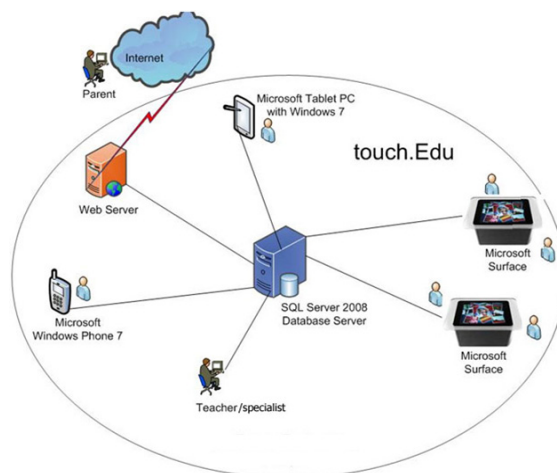 Internet
Parent
Microsoft Tablet PC
with Windows 7
touch.Edu
Web Server
Microsoft
Surface
Microsoft
Windows Phone 7
SQL Server 2008
Database Server
Microsoft
Surface
Teacher/specialist